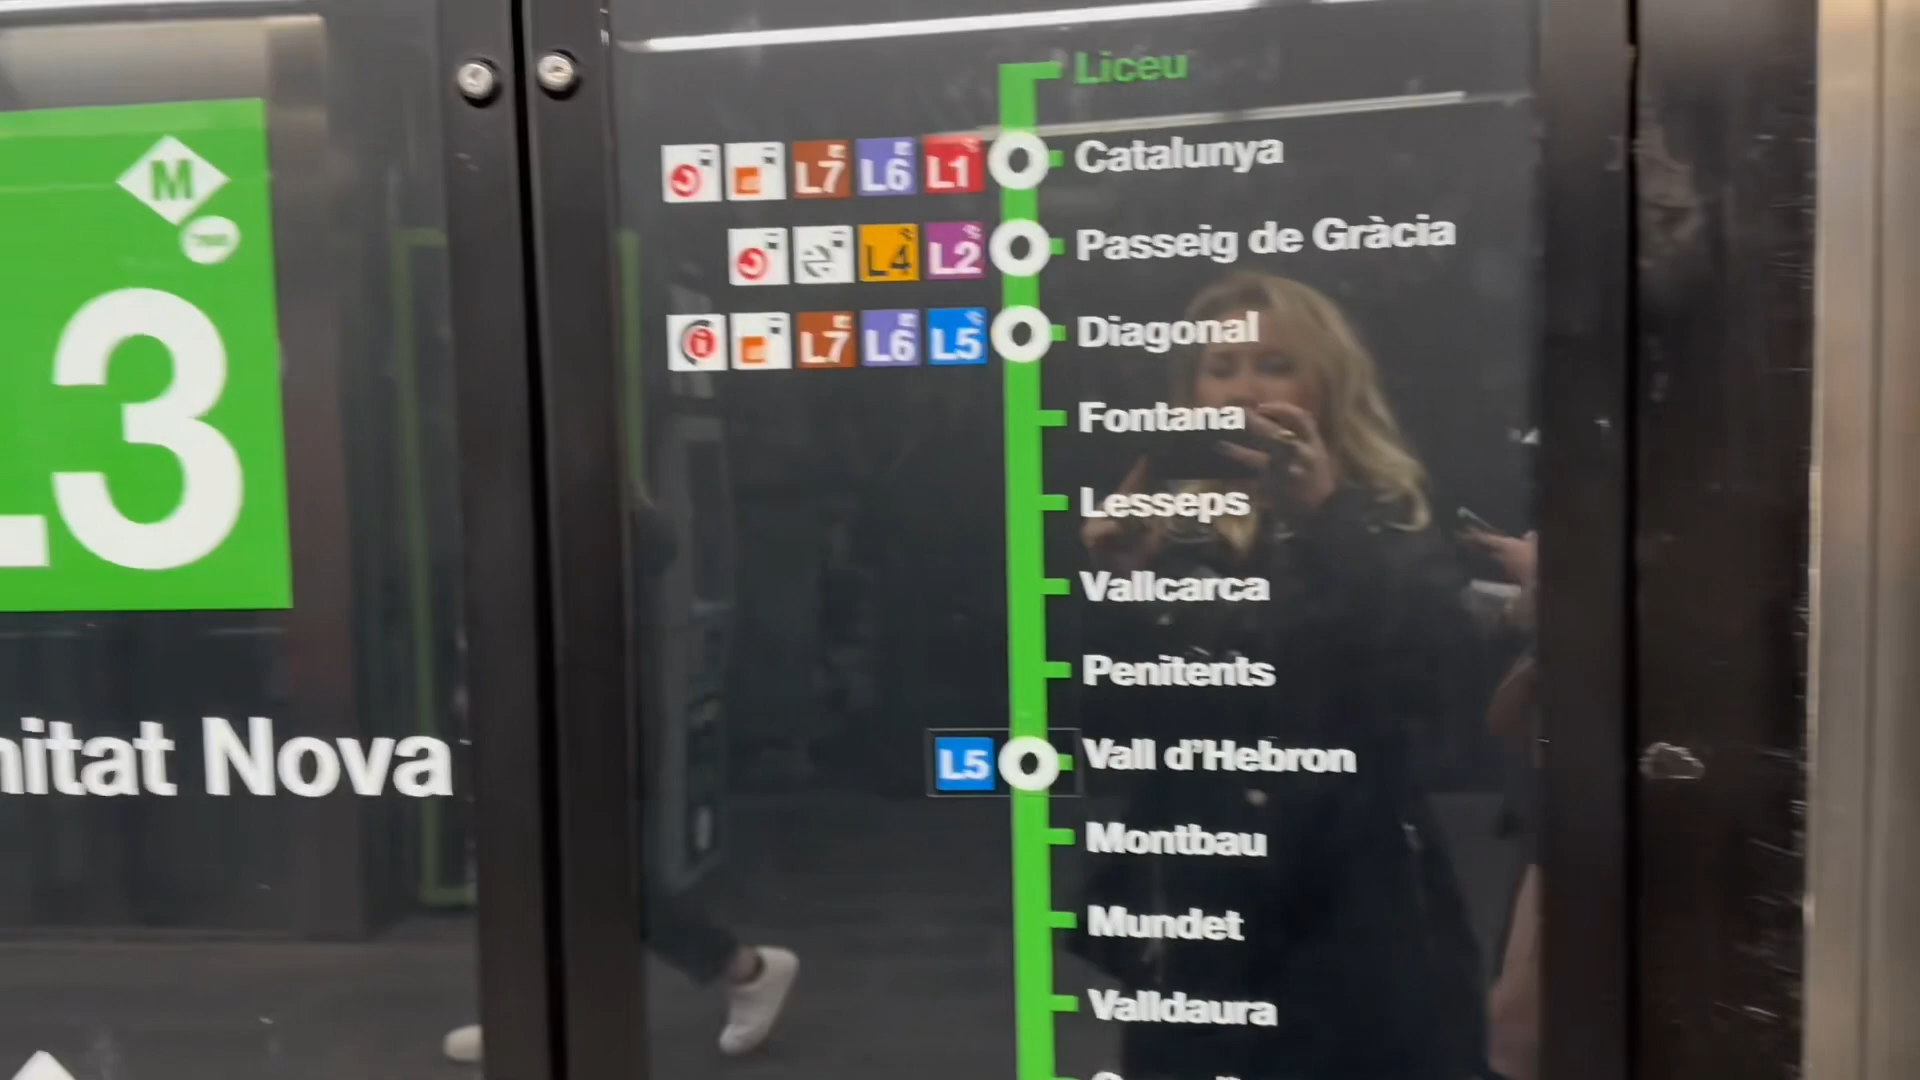 M
L3
nitat Nova
Liceu
L7 L6 L1 Catalunya
L4 L2 Passeig de Gràcia
L7 L6 L5 Diagonal
Fontana
Lesseps
Vallcarca
Penitents
L5 Vall d'Hebron
Montbau
Mundet
Valldaura